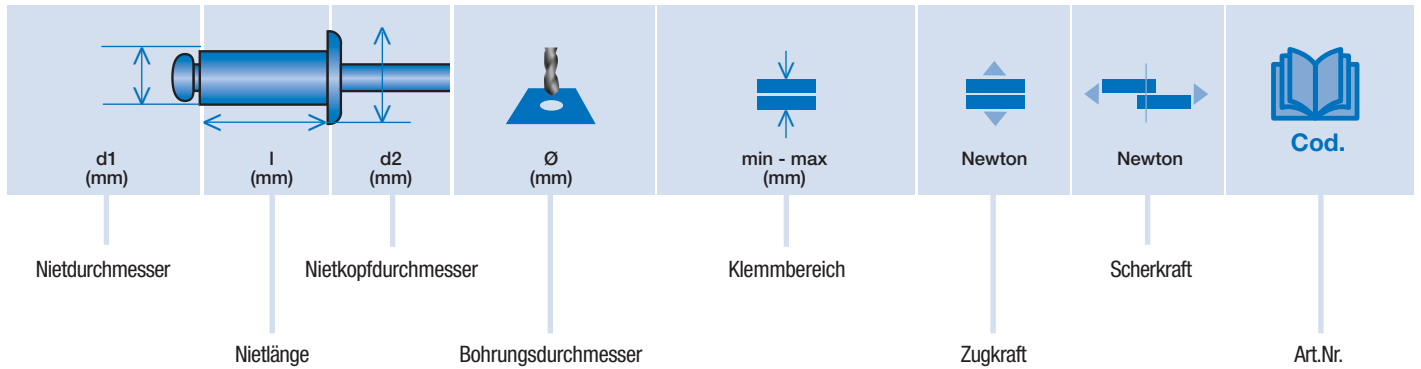 d1
(mm)
l
(mm)
d2
(mm)
Ø
(mm)
min - max
(mm)
Newton
Newton
Cod.
Nietdurchmesser
Nietkopfdurchmesser
Klemmbereich
Scherkraft
Nietlänge
Bohrungsdurchmesser
Zugkraft
Art.Nr.